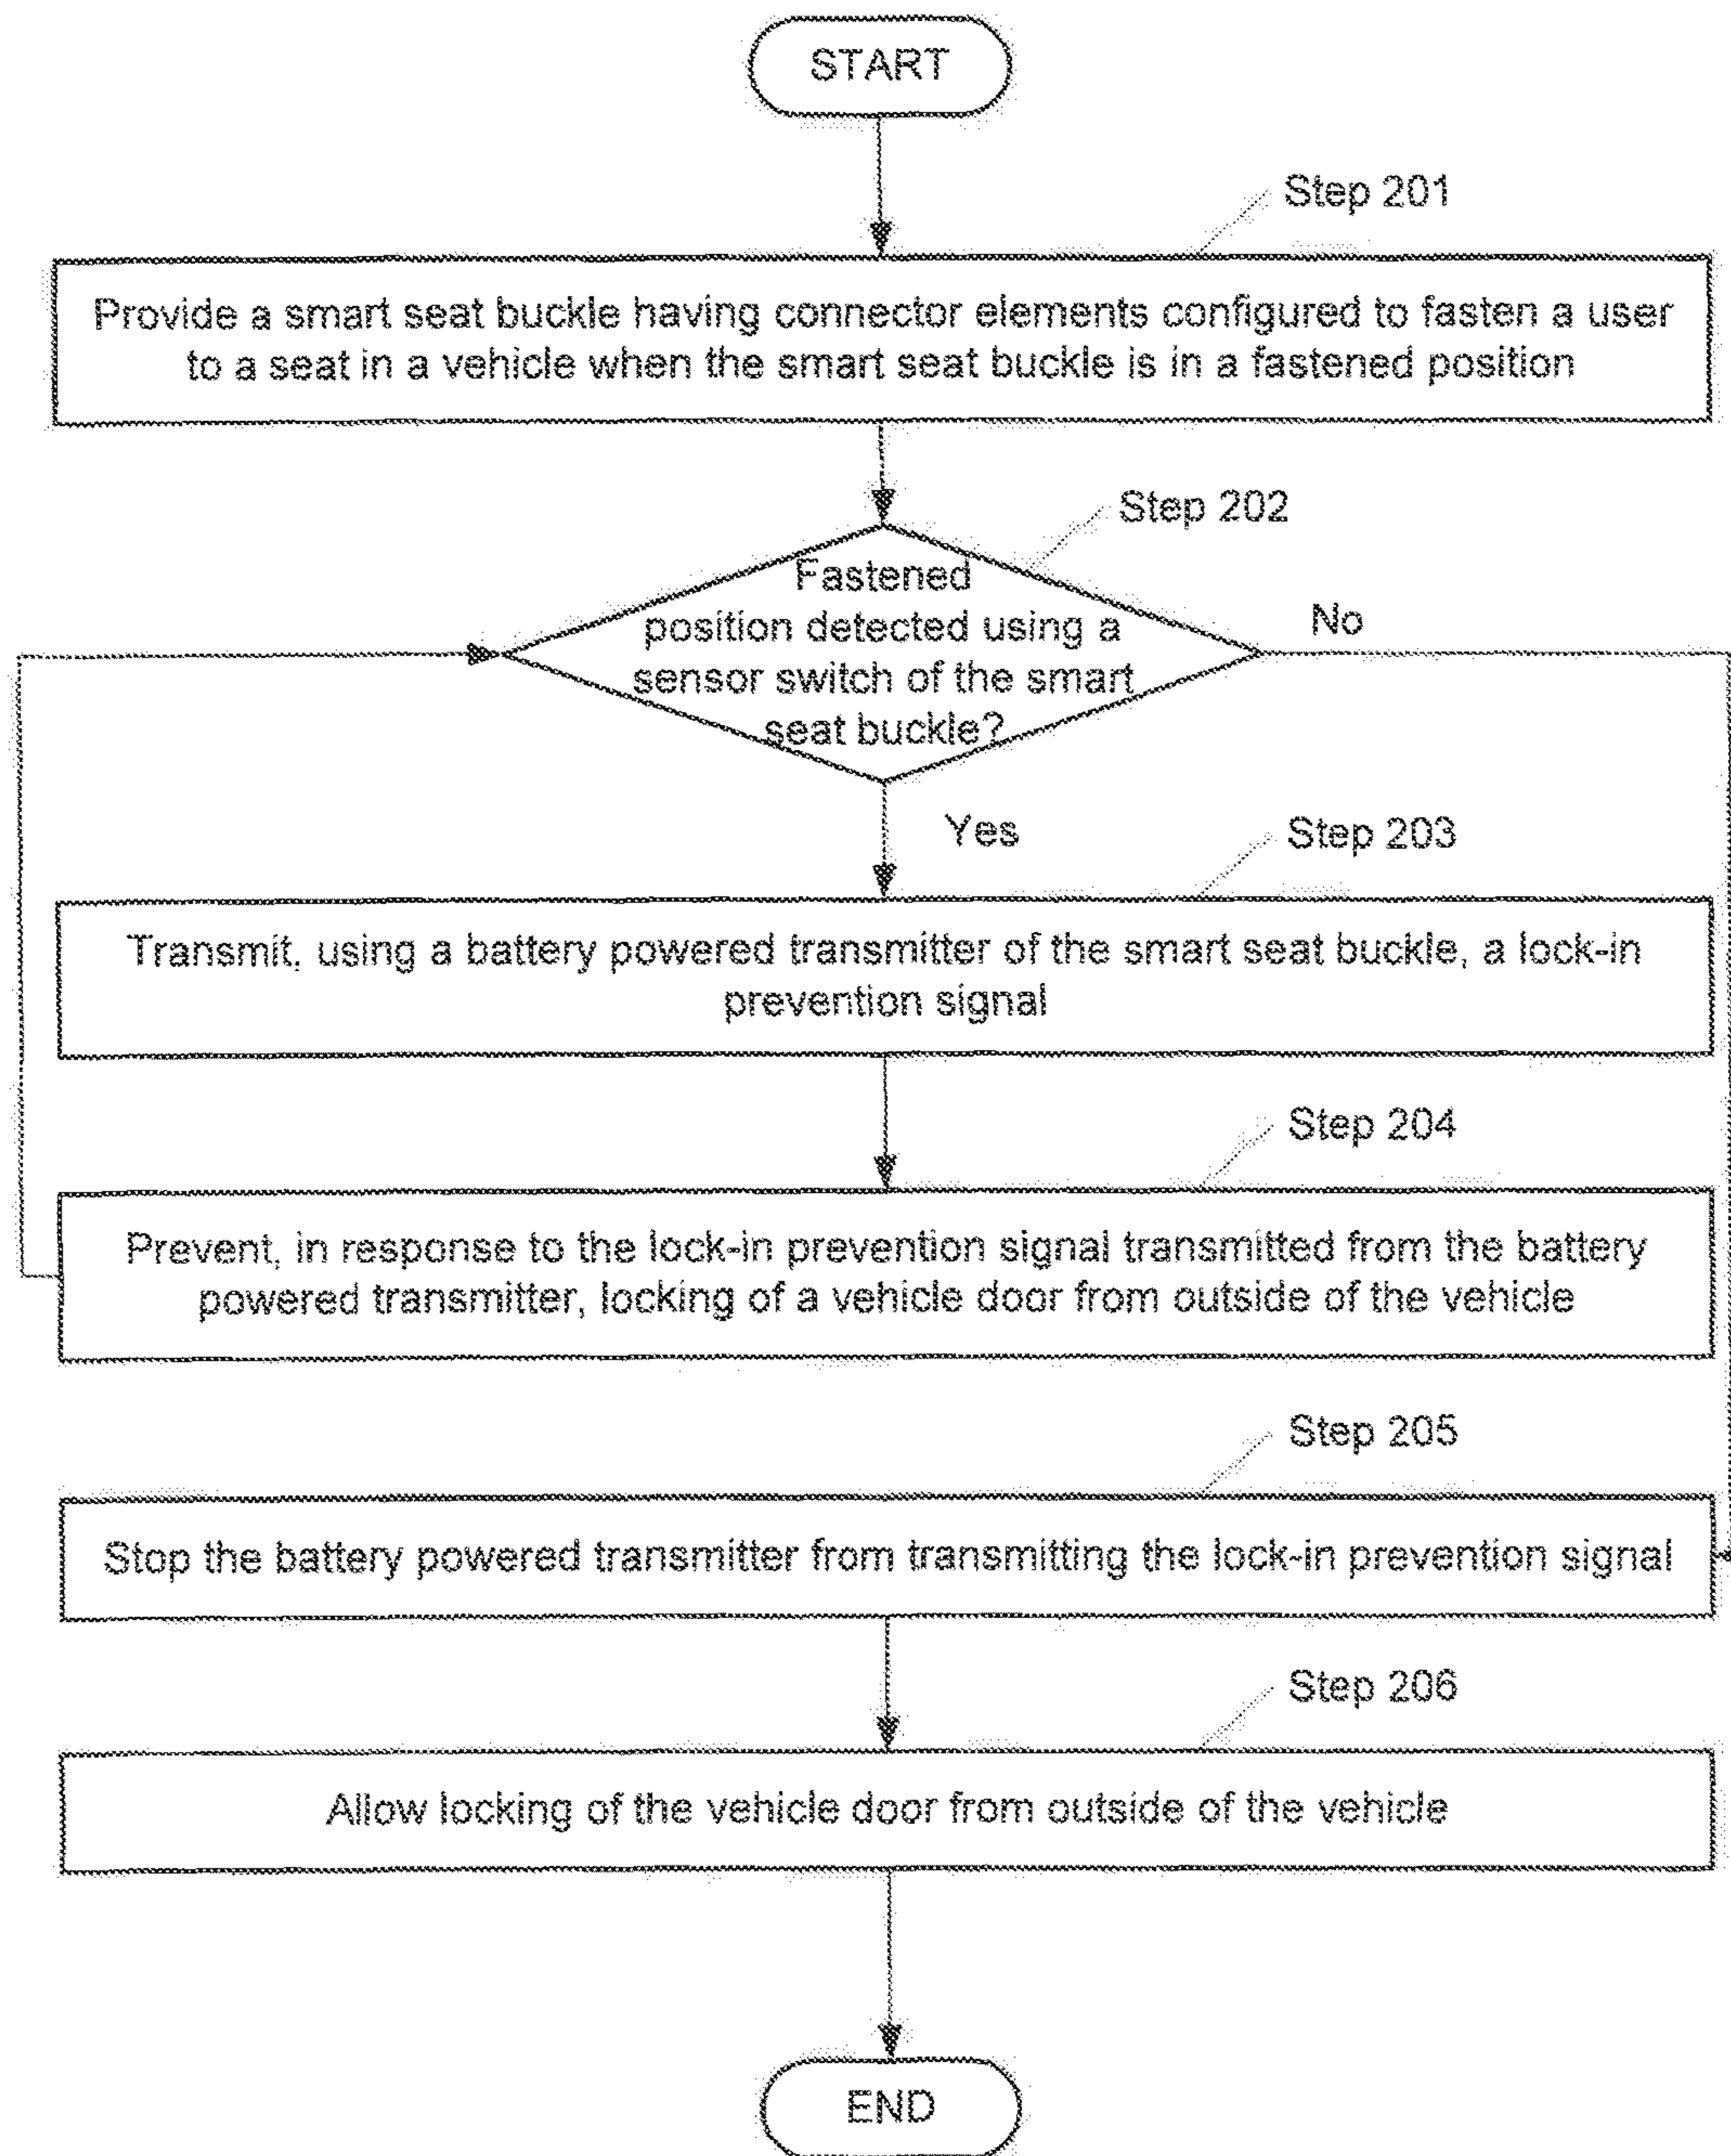 START
Step 201
Provide a smart seat buckle having connector elements configured to fasten a user
to a seat in a vehicle when the smart seat buckle is in a fastened position
Step 202
Fastened
position detected using a
sensor switch of the smart
seat buckle?
No
Yes
Step 203
Transmit, using a battery powered transmitter of the smart seat buckle, a lock-in
prevention signal
Step 204
Prevent, in response to the lock-in prevention signal transmitted from the battery
powered transmitter, locking of a vehicle door from outside of the vehicle
Step 205
Stop the battery powered transmitter from transmitting the lock-in prevention signal
Step 206
Allow locking of the vehicle door from outside of the vehicle
END